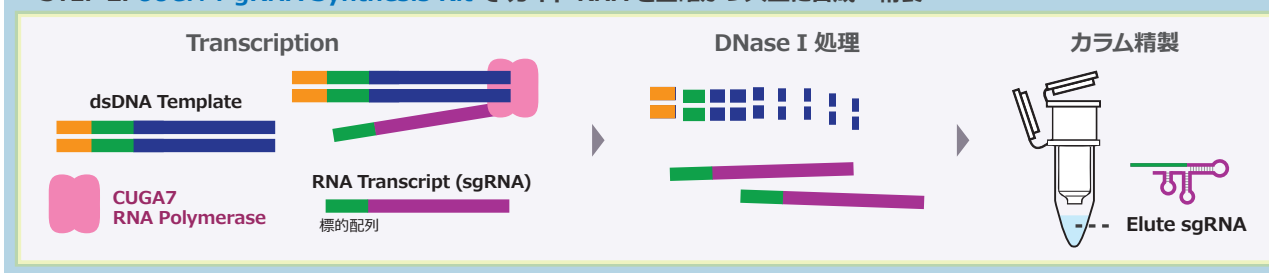 Transcription
DNase I 処理
カラム精製
dsDNA Template
CUGA7
RNA Polymerase
RNA Transcript (sgRNA)
標的配列
Elute sgRNA